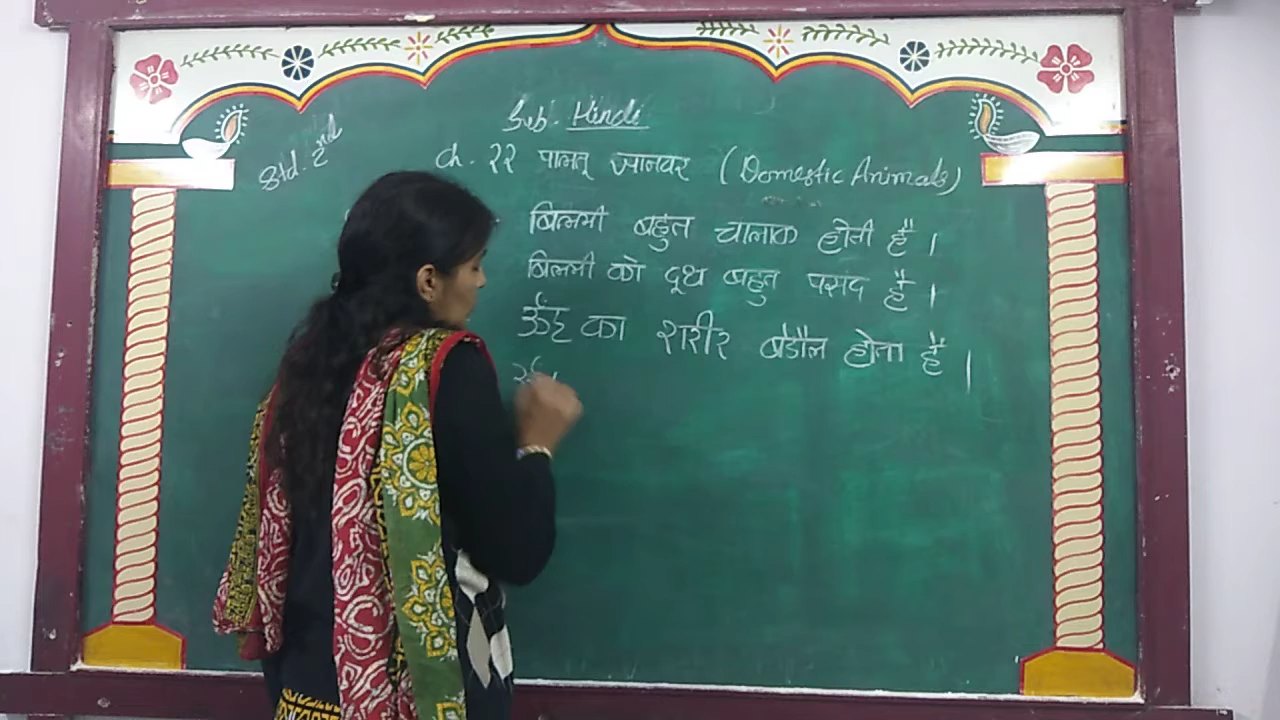 Sub. Hindi
Std. 2nd
Ch. २२ पालतू जानवर (Domestic Animals)
बिल्ली बहुत चालाक होती है ।
बिल्ली को दूध बहुत पसंद है ।
ऊँट का शरीर बेडौल होता है ।